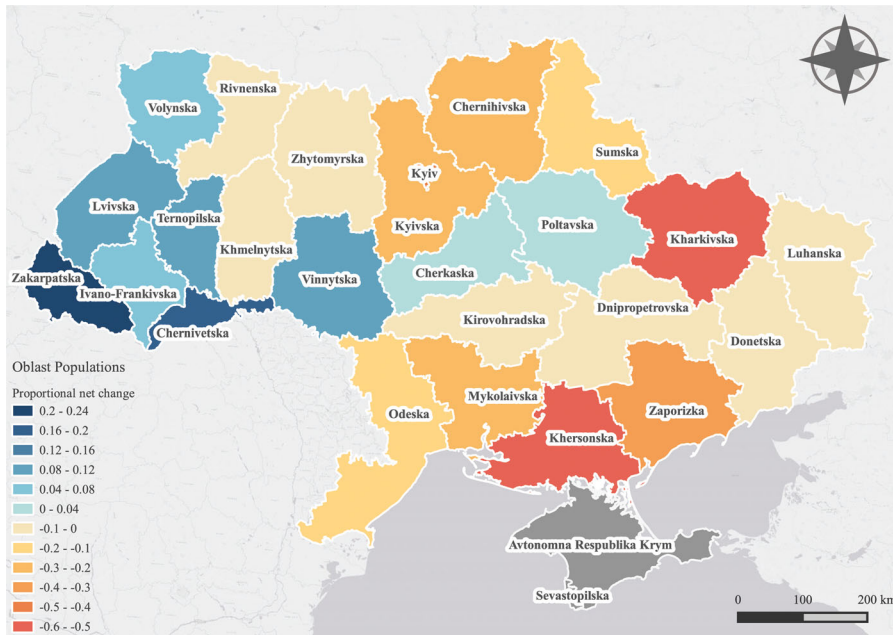 Rivnenska
Volynska
Chernihivska
Zhytomyrska
Sumska
Kyiv
Lvivska
Ternopilska
Kyivska
Poltavska
Kharkivska
Khmelnytska
Luhanska
Zakarpatska
Cherkaska
Vinnytska
Ivano-Frankivska
Dnipropetrovska
Kirovohradska
Chernivetska
Donetska
Mykolaivska
Odeska
Zaporizka
Khersonska
Avtonomna Respublika Krym
Sevastopilska
Oblast Populations
Proportional net change
0.2 - 0.24
0.16 - 0.2
0.12 - 0.16
0.08 - 0.12
0.04 - 0.08
0 - 0.04
-0.1 - 0
-0.2 - -0.1
-0.3 - -0.2
-0.4 - -0.3
-0.5 - -0.4
-0.6 - -0.5
0 100 200 km